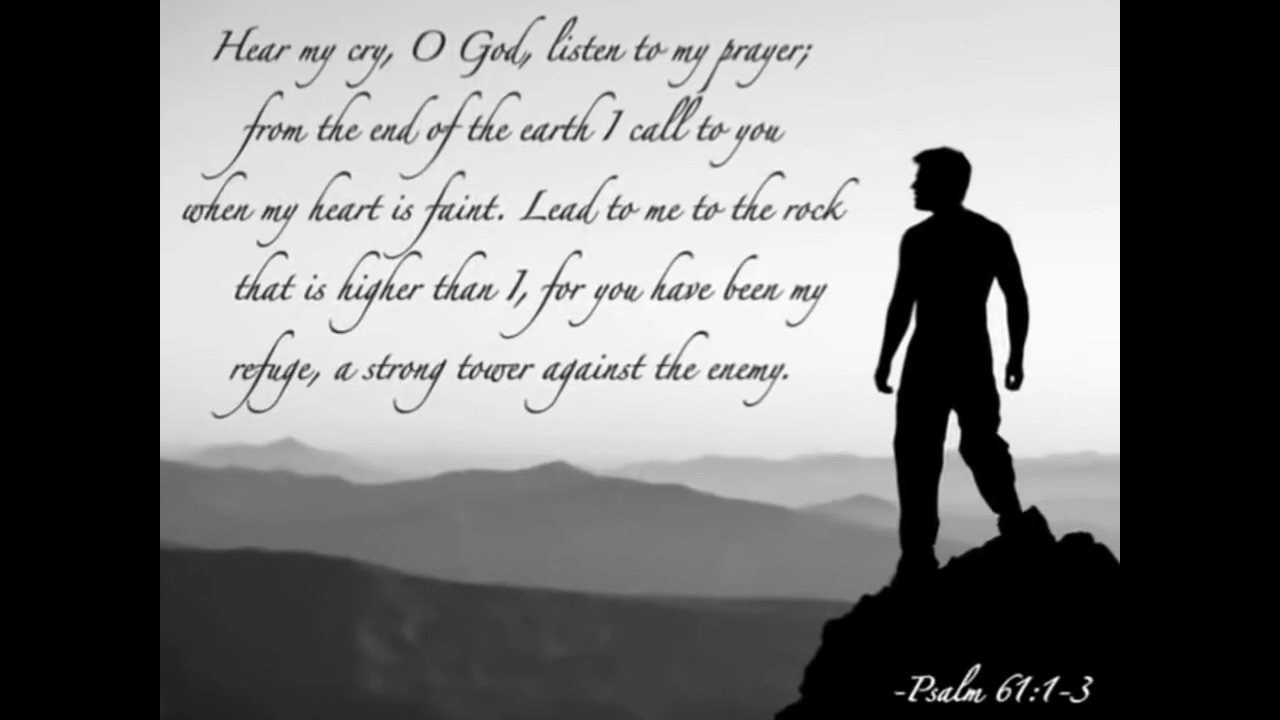 Hear my cry, O God, listen to my prayer;
from the end of the earth I call to you
when my heart is faint. Lead to me to the rock
that is higher than I, for you have been my
refuge, a strong tower against the enemy.
-Psalm 61:1-3